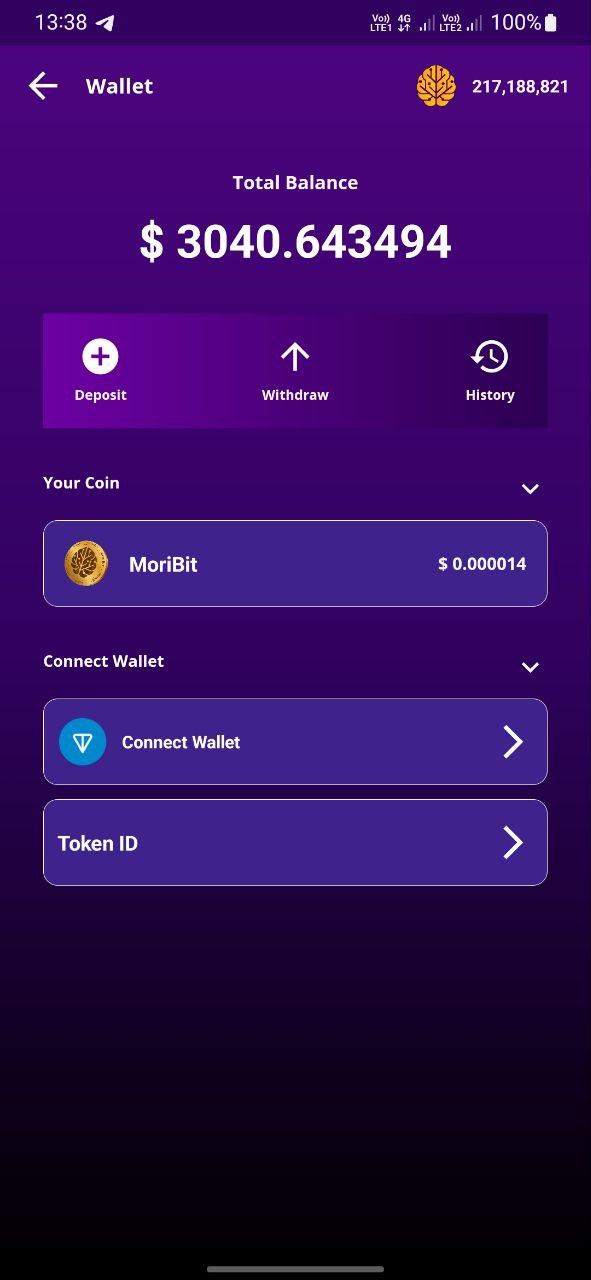 13:38 Vo)) LTE1 4G Vo)) LTE2 100%
Wallet 217,188,821
Total Balance
$ 3040.643494
Deposit Withdraw History
Your Coin
MoriBit $ 0.000014
Connect Wallet
Connect Wallet
Token ID